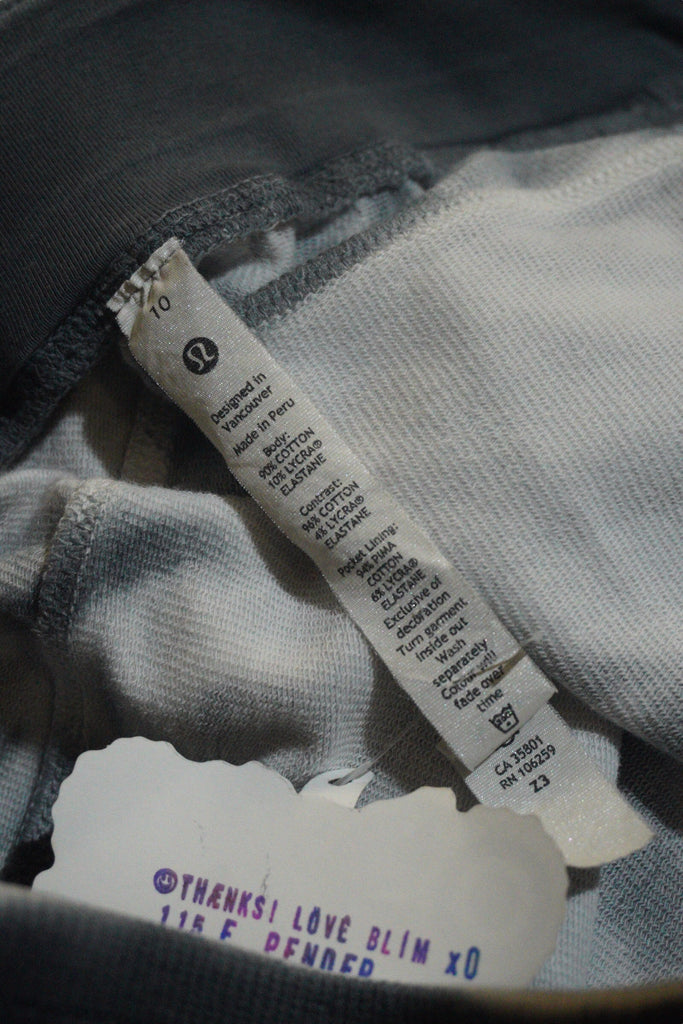 10
Designed in
Vancouver
Made in Peru
Body:
90% COTTON
10% LYCRA®
ELASTANE
Contrast:
96% COTTON
4% LYCRA®
ELASTANE
Pocket Lining:
94% PIMA
COTTON
6% LYCRA®
ELASTANE
Exclusive of
decoration
Turn garment
inside out
Wash
separately
Colour will
fade over
time
CA 35801
RN 106259
Z3
THÆNKS! LÖVÊ BLÍM xO
115 E. PENDER